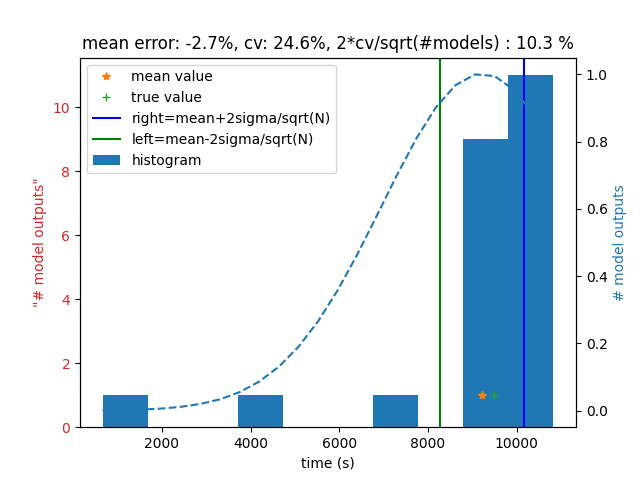 mean error: -2.7%, cv: 24.6%, 2*cv/sqrt(#models) : 10.3 %
mean value
true value
right=mean+2sigma/sqrt(N)
left=mean-2sigma/sqrt(N)
histogram
"# model outputs"
10
8
6
4
2
0
1.0
0.8
0.6
0.4
0.2
0.0
# model outputs
2000 4000 6000 8000 10000
time (s)